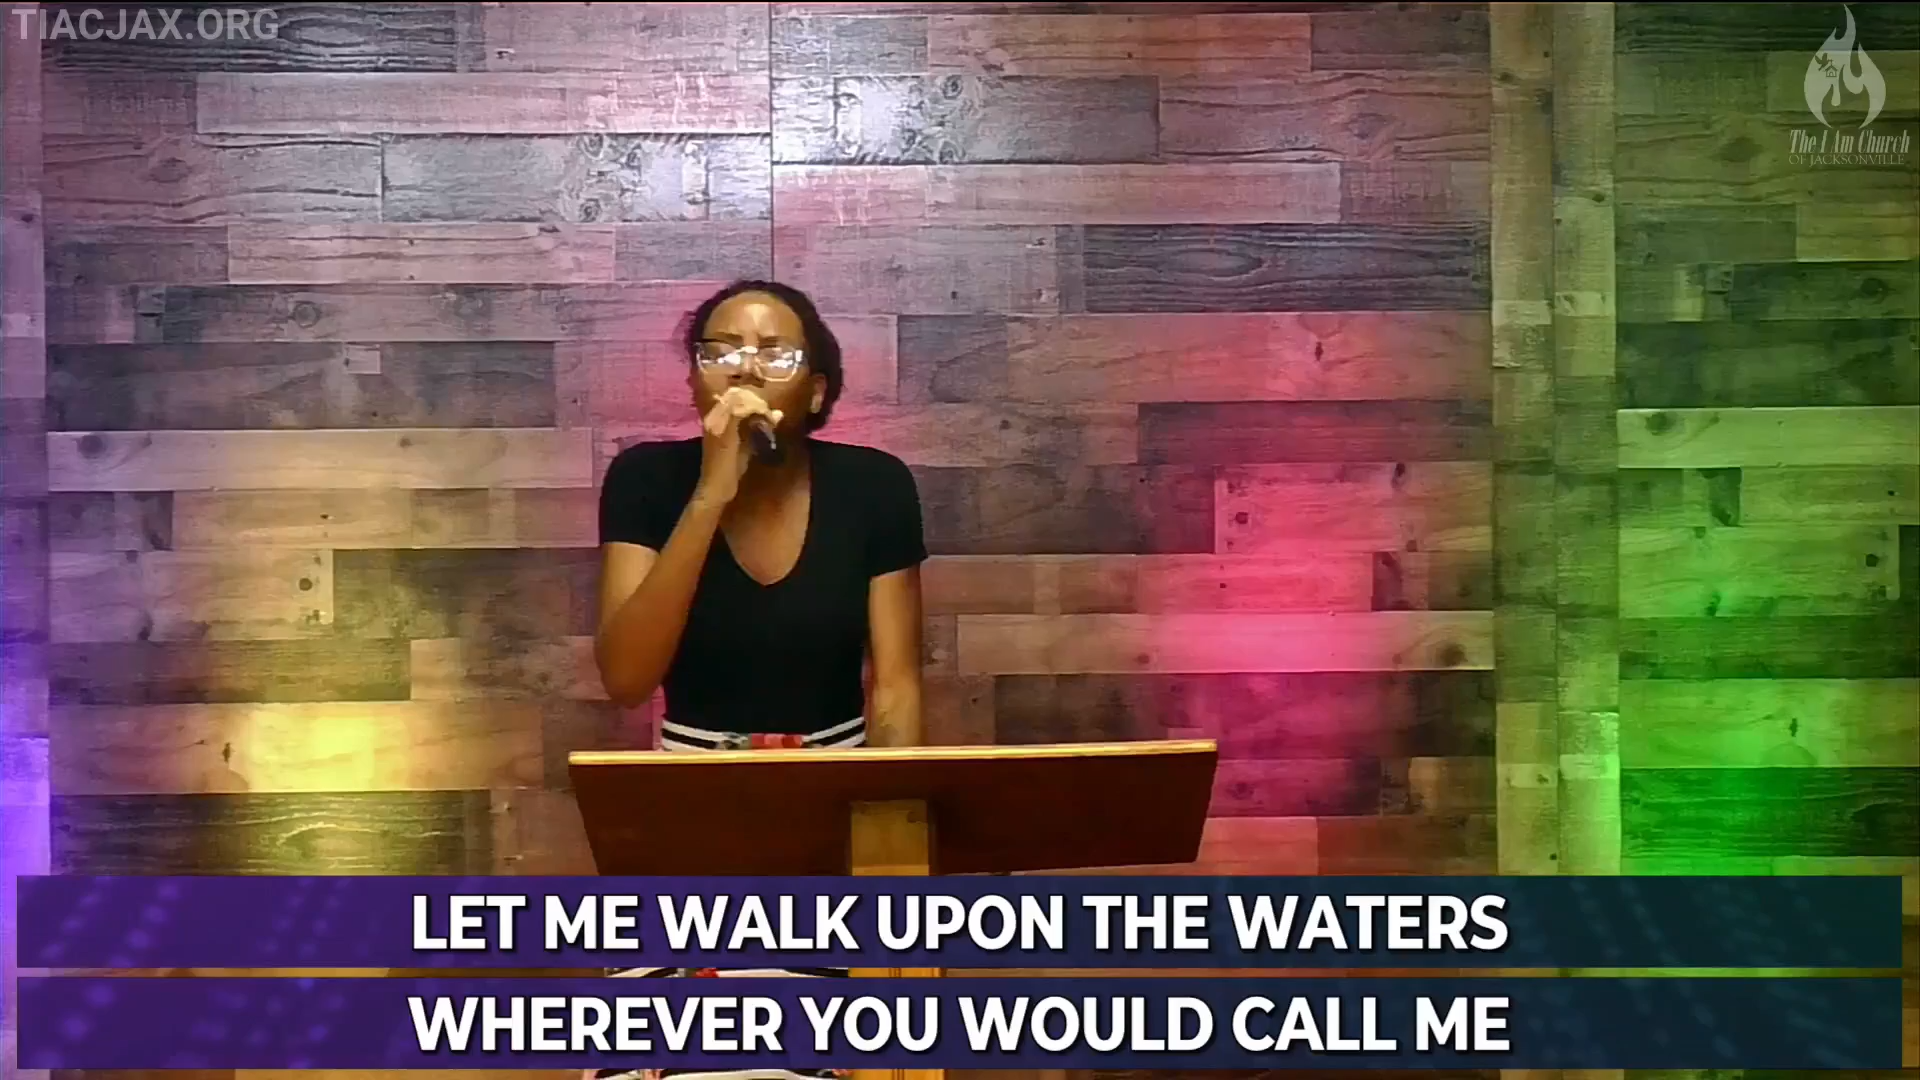 TIACJAX.ORG
The I Am Church
OF JACKSONVILLE
LET ME WALK UPON THE WATERS
WHEREVER YOU WOULD CALL ME